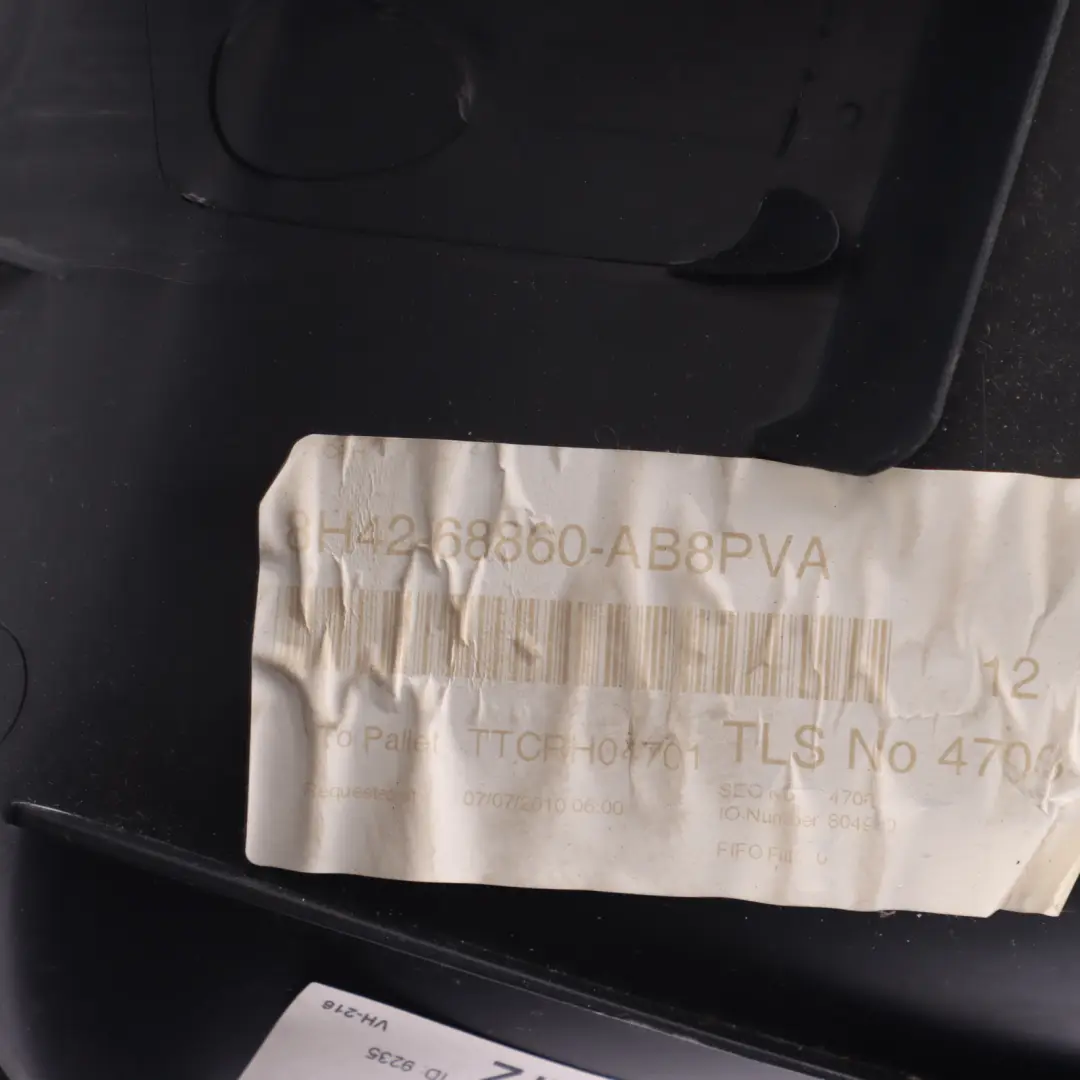 8H42-68860-AB8PVA
12
To Pallet TTCRH04701 TLS No
07/07/2010 06:00
IO Number
FIFO
VH-218
ID: 9235